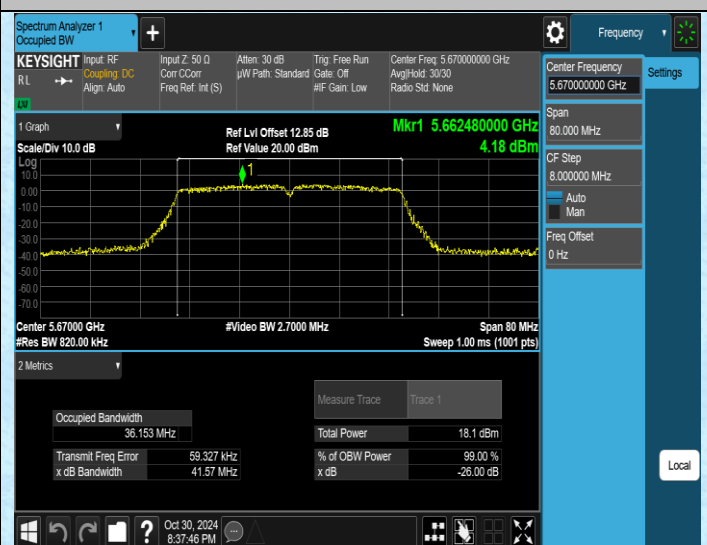 Spectrum Analyzer 1
Occupied BW
Frequency
KEYSIGHT
RL
LXI
Input: RF
Coupling: DC
Align: Auto
Input Z: 50 Ω
Corr CCorr
Freq Ref: Int (S)
Atten: 30 dB
µW Path: Standard
Trig: Free Run
Gate: Off
#IF Gain: Low
Center Freq: 5.670000000 GHz
Avg|Hold: 30/30
Radio Std: None
Center Frequency
5.670000000 GHz
Settings
Span
80.000 MHz
CF Step
8.000000 MHz
Auto
Man
Freq Offset
0 Hz
1 Graph
Scale/Div 10.0 dB
Ref Lvl Offset 12.85 dB
Ref Value 20.00 dBm
Mkr1 5.662480000 GHz
4.18 dBm
Log
10.0
0.00
-10.0
-20.0
-30.0
-40.0
-50.0
-60.0
-70.0
1
Center 5.67000 GHz
#Res BW 820.00 kHz
#Video BW 2.7000 MHz
Span 80 MHz
Sweep 1.00 ms (1001 pts)
2 Metrics
Measure Trace Trace 1
Occupied Bandwidth
36.153 MHz
Total Power 18.1 dBm
Transmit Freq Error 59.327 kHz
% of OBW Power 99.00 %
x dB Bandwidth 41.57 MHz
x dB -26.00 dB
Local
?
Oct 30, 2024
8:37:46 PM